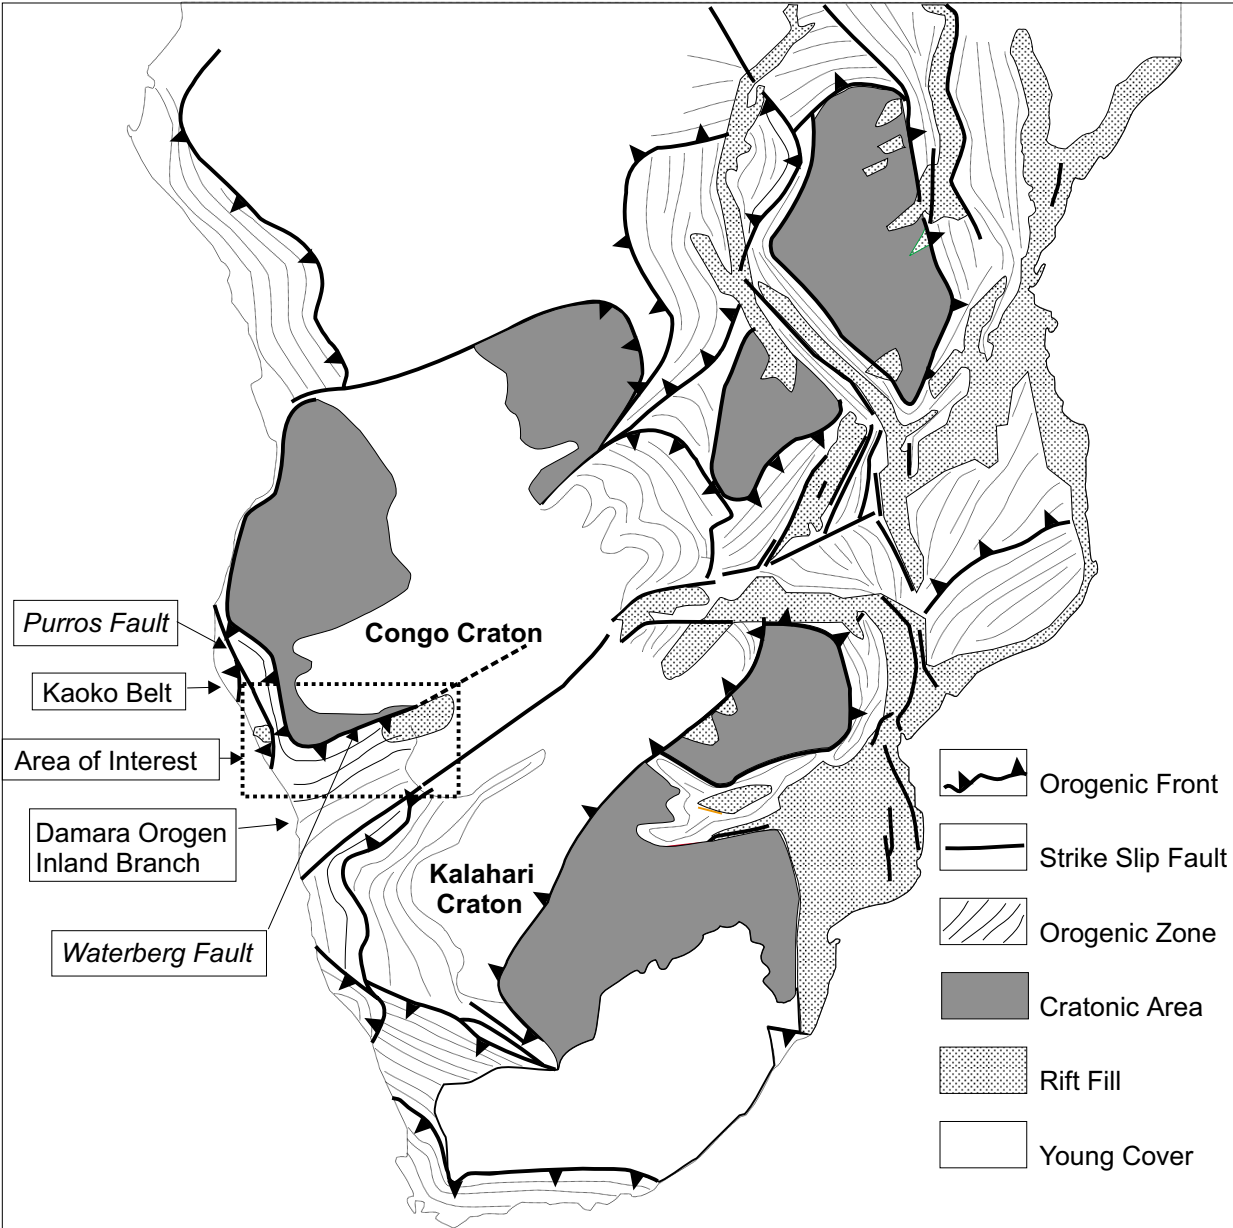 Purros Fault
Congo Craton
Kaoko Belt
Area of Interest
Damara Orogen
Inland Branch
Kalahari
Craton
Waterberg Fault
Orogenic Front
Strike Slip Fault
Orogenic Zone
Cratonic Area
Rift Fill
Young Cover